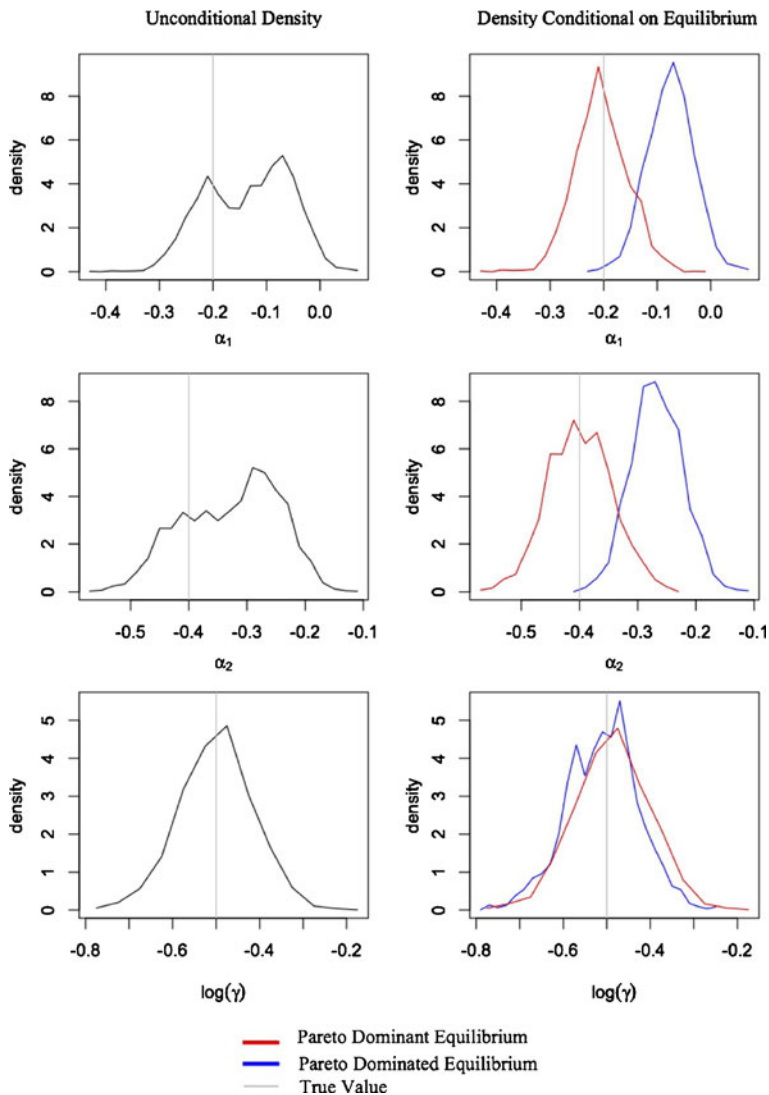 Unconditional Density
Density Conditional on Equilibrium
density
0 2 4 6 8
-0.4 -0.3 -0.2 -0.1 0.0
α1
density
0 2 4 6 8
-0.4 -0.3 -0.2 -0.1 0.0
α1
density
0 2 4 6 8
-0.5 -0.4 -0.3 -0.2 -0.1
α2
density
0 2 4 6 8
-0.5 -0.4 -0.3 -0.2 -0.1
α2
density
0 1 2 3 4 5
-0.8 -0.6 -0.4 -0.2
log(γ)
density
0 1 2 3 4 5
-0.8 -0.6 -0.4 -0.2
log(γ)
Pareto Dominant Equilibrium
Pareto Dominated Equilibrium
True Value